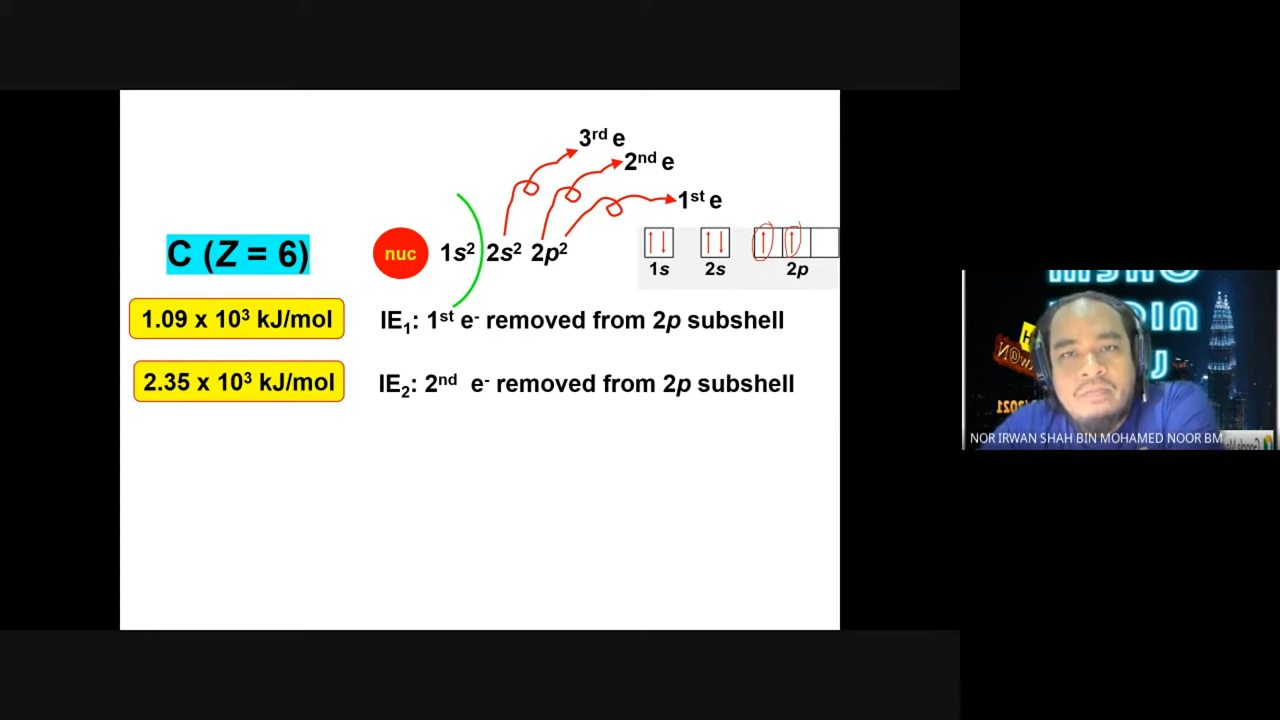 3ʳᵈ e
2ⁿᵈ e
1ˢᵗ e
C (Z = 6)
nuc
1s² 2s² 2p²
1s 2s 2p
1.09 x 10³ kJ/mol
IE₁: 1ˢᵗ e⁻ removed from 2p subshell
2.35 x 10³ kJ/mol
IE₂: 2ⁿᵈ e⁻ removed from 2p subshell
NOR IRWAN SHAH BIN MOHAMED NOOR BM